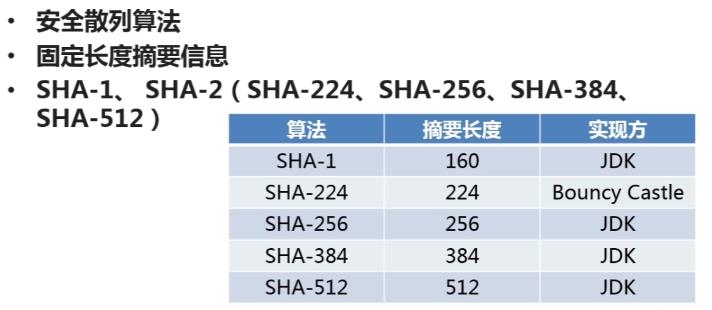 • 安全散列算法
• 固定长度摘要信息
• SHA-1、 SHA-2（SHA-224、SHA-256、SHA-384、
SHA-512）
算法 摘要长度 实现方
SHA-1 160 JDK
SHA-224 224 Bouncy Castle
SHA-256 256 JDK
SHA-384 384 JDK
SHA-512 512 JDK